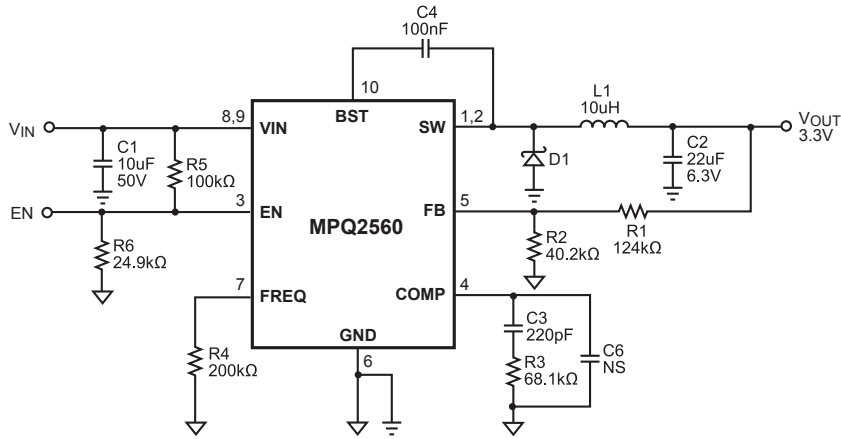 C4
100nF
10
8,9
VIN
BST
SW
1,2
L1
10uH
VIN
VOUT
3.3V
C1
10uF
50V
R5
100kΩ
D1
C2
22uF
6.3V
EN
3
EN
MPQ2560
FB
5
R1
124kΩ
R6
24.9kΩ
R2
40.2kΩ
7
FREQ
COMP
4
R4
200kΩ
GND
6
C3
220pF
R3
68.1kΩ
C6
NS